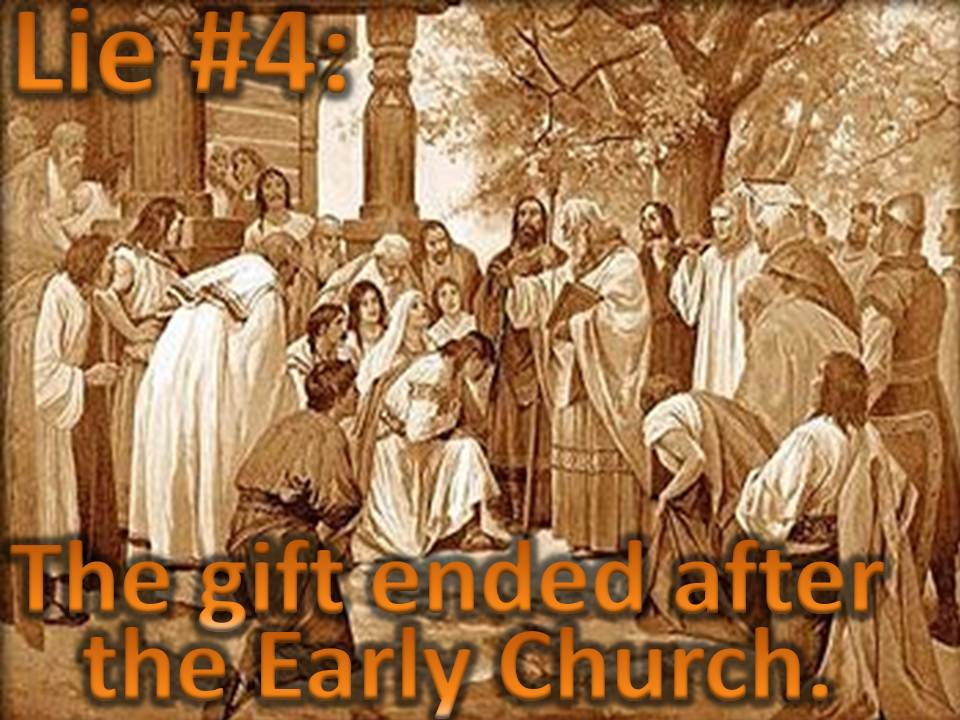 Lie #4:
The gift ended after
the Early Church.